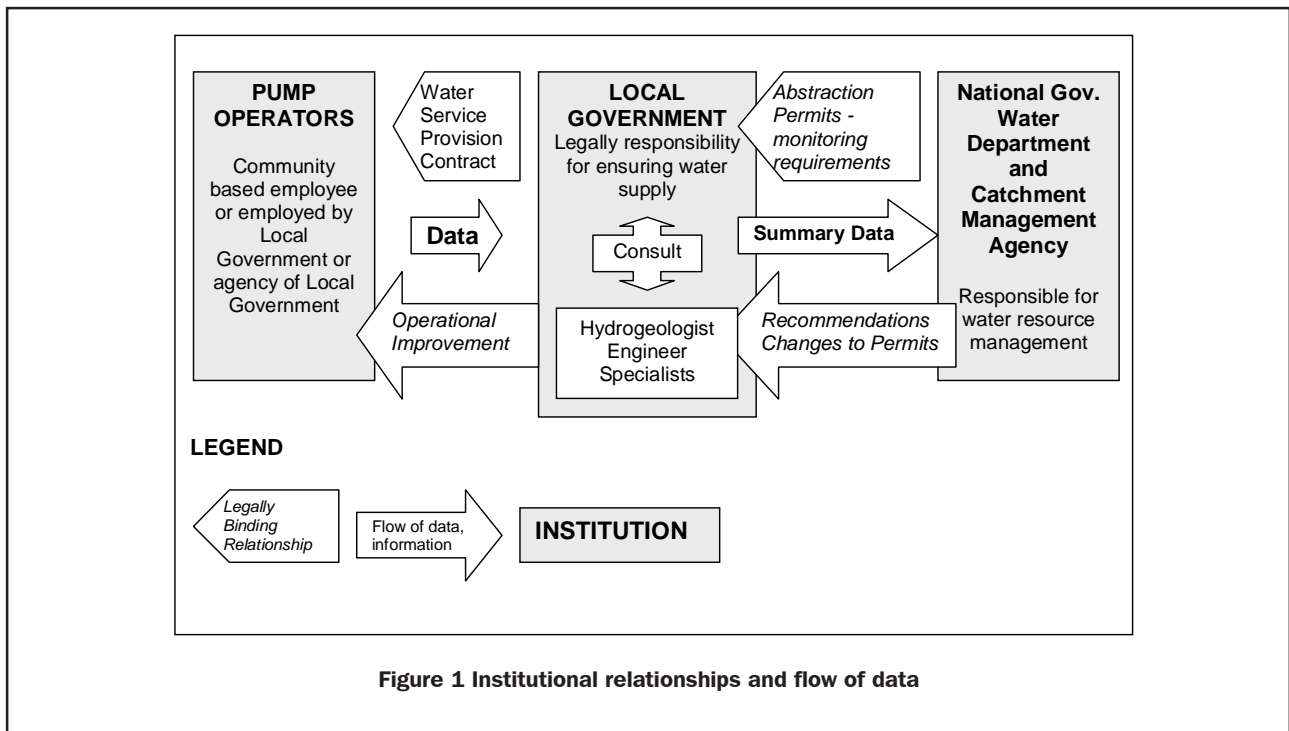 PUMP
OPERATORS
Community
based employee
or employed by
Local
Government or
agency of Local
Government
Water
Service
Provision
Contract
Data
Operational
Improvement
LOCAL
GOVERNMENT
Legally responsibility
for ensuring water
supply
Consult
Hydrogeologist
Engineer
Specialists
Abstraction
Permits -
monitoring
requirements
Summary Data
Recommendations
Changes to Permits
National Gov.
Water
Department
and
Catchment
Management
Agency
Responsible for
water resource
management
LEGEND
Legally
Binding
Relationship
Flow of data,
information
INSTITUTION
Figure 1 Institutional relationships and flow of data